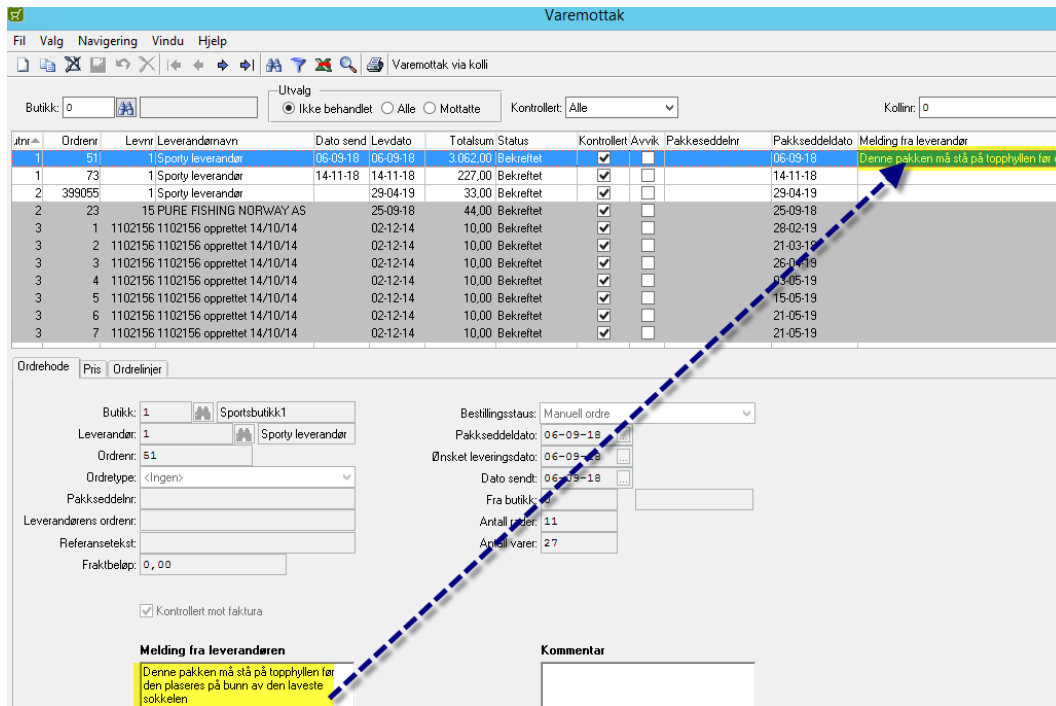 Varemottak
Fil Valg Navigering Vindu Hjelp
Varemottak via kolli
Utvalg
Butikk: 0 Ikke behandlet Alle Mottatte Kontrollert: Alle Kollinr: 0
utnr Ordrenr Levnr Leverandørnavn Dato send Levdato Totalsum Status Kontrollert Avvik Pakkeseddelnr Pakkseddeldato Melding fra leverandør
1 51 1 Sporty leverandør 06-09-18 06-09-18 3.062,00 Bekreftet 06-09-18 Denne pakken må stå på topphyllen før
1 73 1 Sporty leverandør 14-11-18 14-11-18 227,00 Bekreftet 14-11-18
2 399055 1 Sporty leverandør 29-04-19 33,00 Bekreftet 29-04-19
2 23 15 PURE FISHING NORWAY AS 25-09-18 44,00 Bekreftet 25-09-18
3 1 1102156 1102156 opprettet 14/10/14 02-12-14 10,00 Bekreftet 28-02-19
3 2 1102156 1102156 opprettet 14/10/14 02-12-14 10,00 Bekreftet 21-03-19
3 3 1102156 1102156 opprettet 14/10/14 02-12-14 10,00 Bekreftet
3 4 1102156 1102156 opprettet 14/10/14 02-12-14 10,00 Bekreftet 03-05-19
3 5 1102156 1102156 opprettet 14/10/14 02-12-14 10,00 Bekreftet 15-05-19
3 6 1102156 1102156 opprettet 14/10/14 02-12-14 10,00 Bekreftet 21-05-19
3 7 1102156 1102156 opprettet 14/10/14 02-12-14 10,00 Bekreftet 21-05-19
Ordrehode Pris Ordrelinjer
Butikk: 1 Sportsbutikk1 Bestillingsstaus: Manuell ordre
Leverandør: 1 Sporty leverandør Pakkseddeldato: 06-09-18 ...
Ordrenr: 51 Ønsket leveringsdato: 06-09-18 ...
Ordretype: <Ingen> Dato sendt: 06-09-18 ...
Pakkseddelnr: Fra butikk: 0
Leverandørens ordrenr: Antall rader: 11
Referansetekst: Antall varer: 27
Fraktbeløp: 0,00
Kontrollert mot faktura
Melding fra leverandøren Kommentar
Denne pakken må stå på topphyllen før
den plaseres på bunn av den laveste
sokkelen